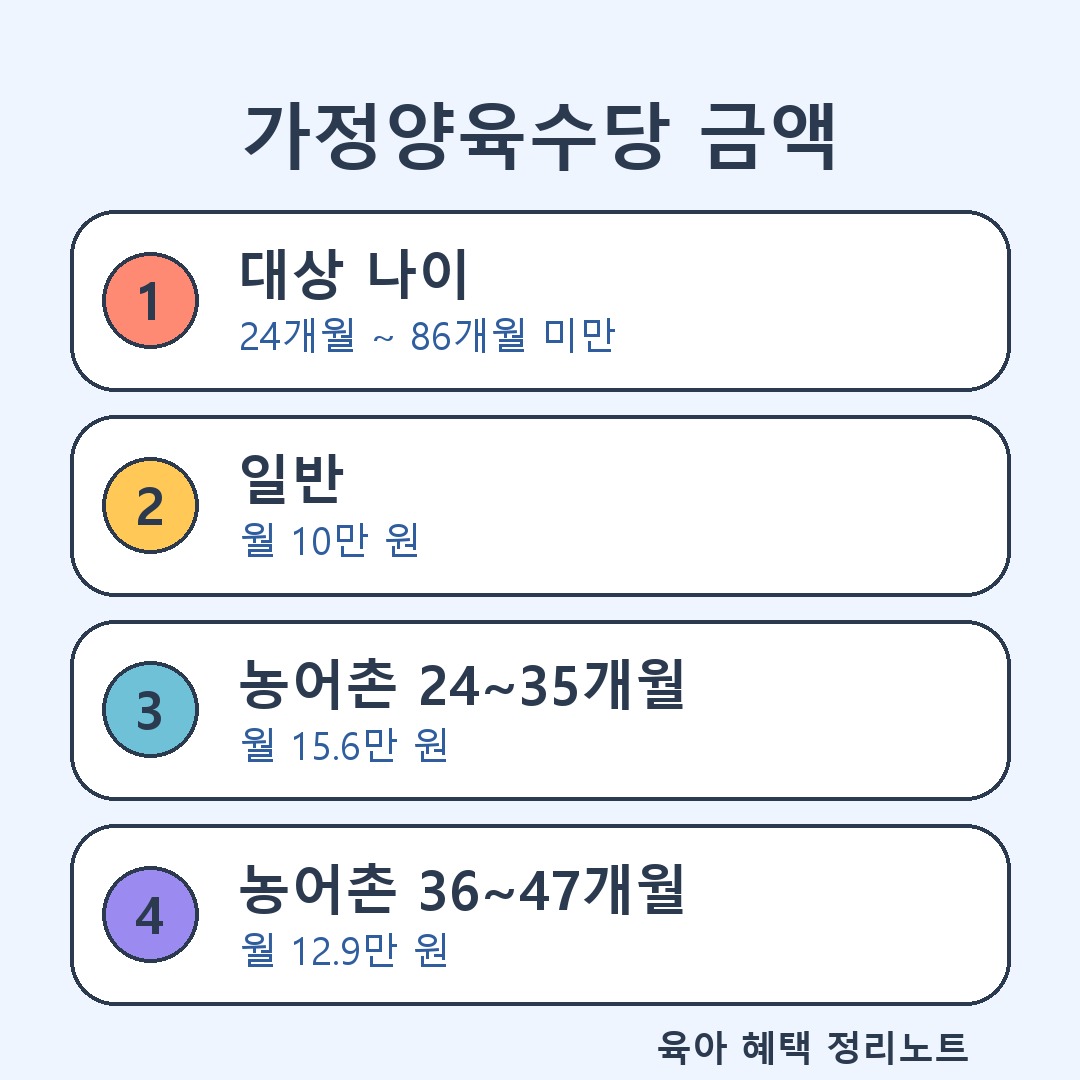 가정양육수당 금액
1
대상 나이
24개월 ~ 86개월 미만
2
일반
월 10만 원
3
농어촌 24~35개월
월 15.6만 원
4
농어촌 36~47개월
월 12.9만 원
육아 혜택 정리노트